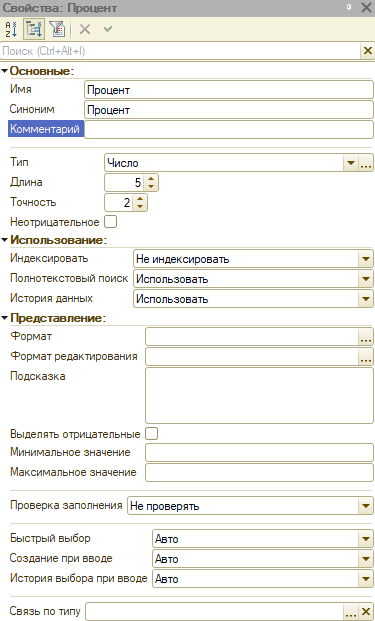 Свойства: Процент
Поиск (Ctrl+Alt+I)
Основные:
Имя Процент
Синоним Процент
Комментарий
Тип Число
Длина 5
Точность 2
Неотрицательное
Использование:
Индексировать Не индексировать
Полнотекстовый поиск Использовать
История данных Использовать
Представление:
Формат
Формат редактирования
Подсказка
Выделять отрицательные
Минимальное значение
Максимальное значение
Проверка заполнения Не проверять
Быстрый выбор Авто
Создание при вводе Авто
История выбора при вводе Авто
Связь по типу